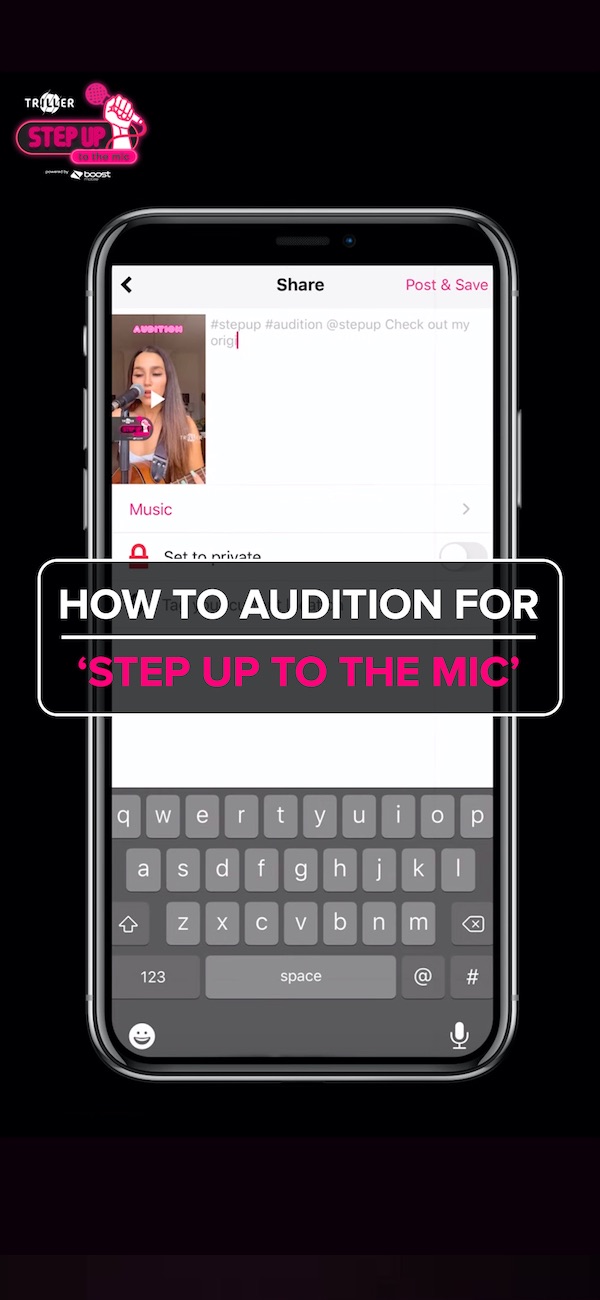 TRILLER
STEP UP
to the mic
powered by boost
mobile
Share
Post & Save
AUDITION
#stepup #audition @stepup Check out my
orig
Music
Set to private
HOW TO AUDITION FOR
‘STEP UP TO THE MIC’
q w e r t y u i o p
a s d f g h j k l
z x c v b n m
123 space @ #